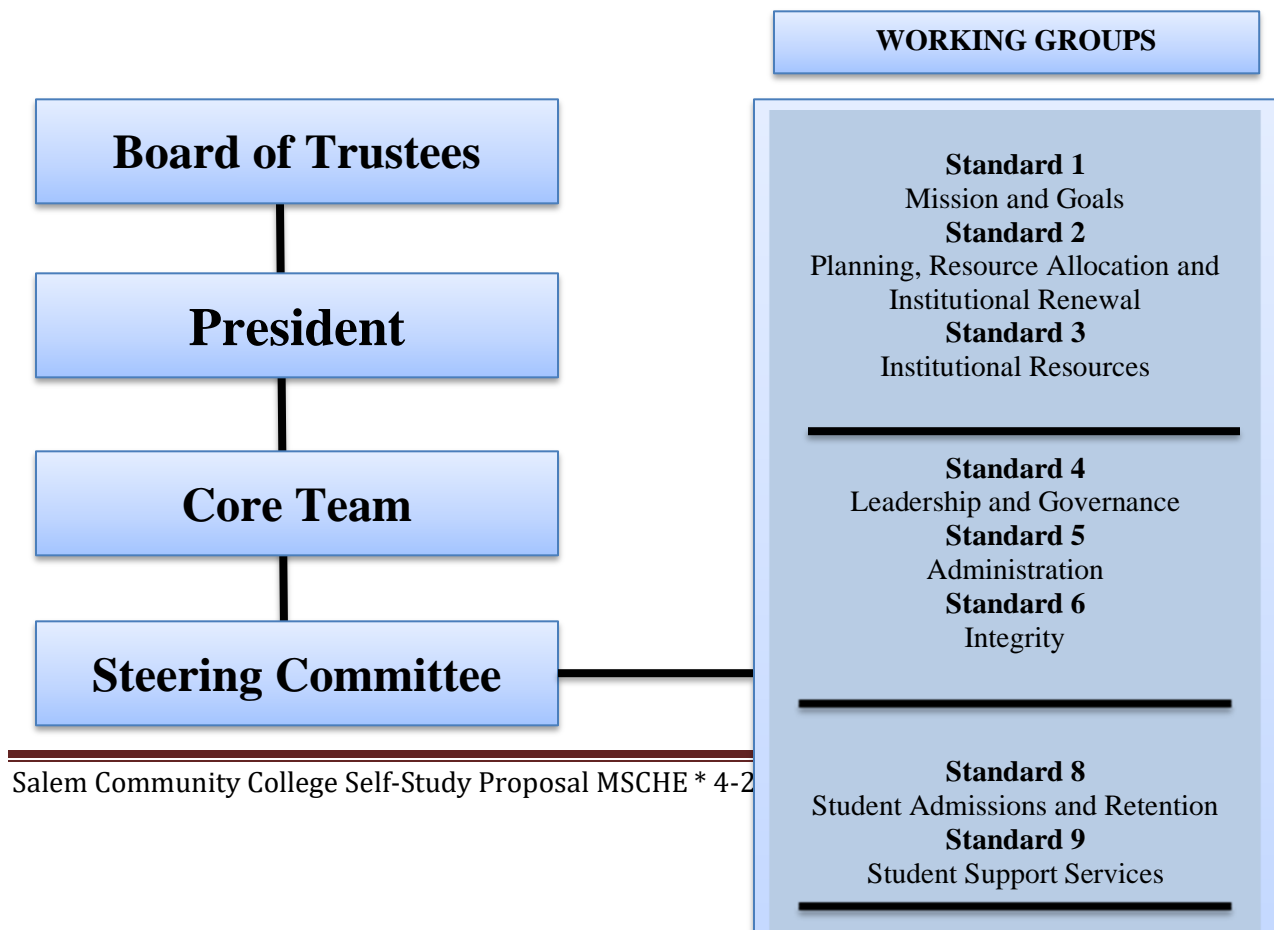 WORKING GROUPS
Board of Trustees
President
Core Team
Steering Committee
Standard 1
Mission and Goals
Standard 2
Planning, Resource Allocation and
Institutional Renewal
Standard 3
Institutional Resources
Standard 4
Leadership and Governance
Standard 5
Administration
Standard 6
Integrity
Standard 8
Student Admissions and Retention
Standard 9
Student Support Services
Salem Community College Self-Study Proposal MSCHE * 4-2